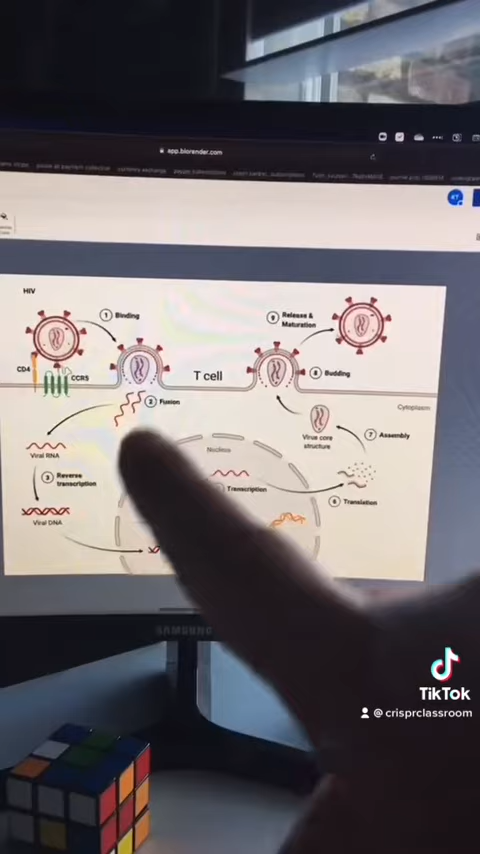 app.biorender.com
HIV
1 Binding
9 Release &
Maturation
CD4
CCR5
T cell
8 Budding
2 Fusion
Cytoplasm
Nucleus
Virus core
structure
7 Assembly
Viral RNA
3 Reverse
transcription
Transcription
6 Translation
Viral DNA
SAMSUNG
TikTok
@crisprclassroom